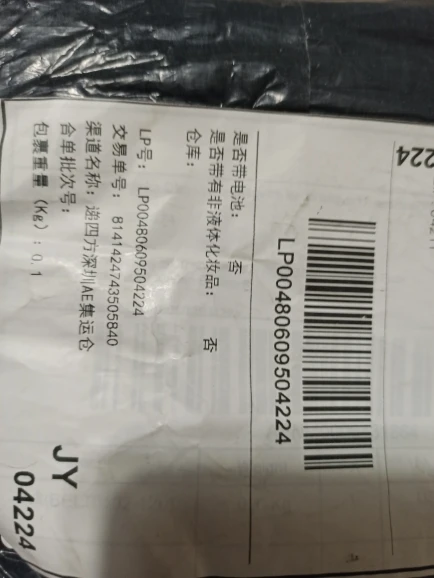 224
LP00480609504224
是否带电池： 否
是否带有非液体化妆品： 否
仓库：
LP号： LP00480609504224
交易单号： 8141424743505840
渠道名称： 递四方深圳AE集运仓
合单批次号：
包裹重量（Kg）：0.1
JY
04224